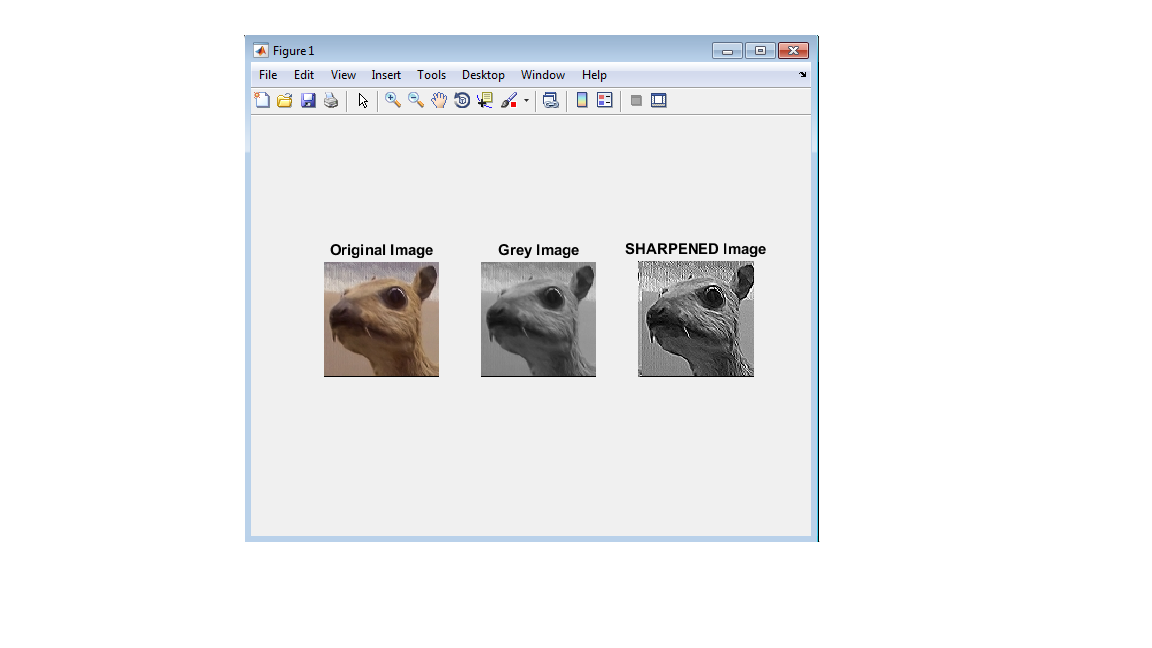 Figure 1
File Edit View Insert Tools Desktop Window Help
Original Image Grey Image SHARPENED Image